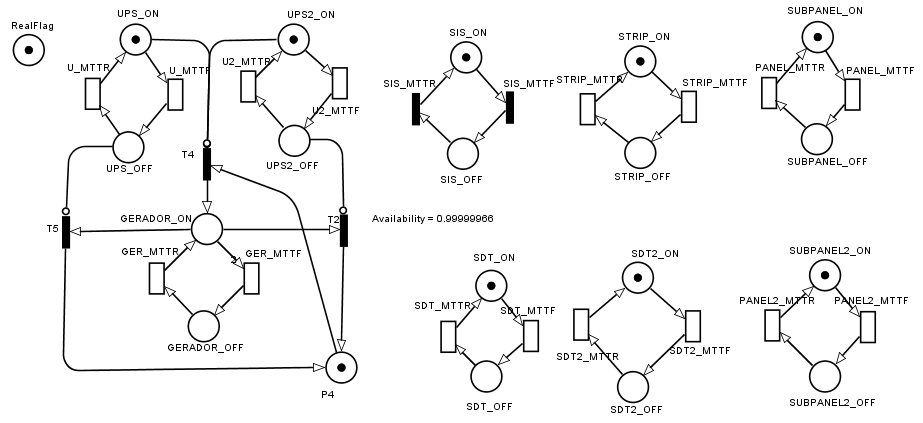 RealFlag
UPS_ON
UPS2_ON
U_MTTR
U_MTTF
U2_MTTR
U2_MTTF
UPS_OFF
UPS2_OFF
T4
T5
T2
GERADOR_ON
GER_MTTR
GER_MTTF
2
GERADOR_OFF
P4
SIS_ON
SIS_MTTR
SIS_MTTF
SIS_OFF
STRIP_ON
STRIP_MTTR
STRIP_MTTF
STRIP_OFF
SUBPANEL_ON
PANEL_MTTR
PANEL_MTTF
SUBPANEL_OFF
Availability = 0.99999966
SDT_ON
SDT_MTTR
SDT_MTTF
SDT_OFF
SDT2_ON
SDT2_MTTR
SDT2_MTTF
SDT2_OFF
SUBPANEL2_ON
PANEL2_MTTR
PANEL2_MTTF
SUBPANEL2_OFF